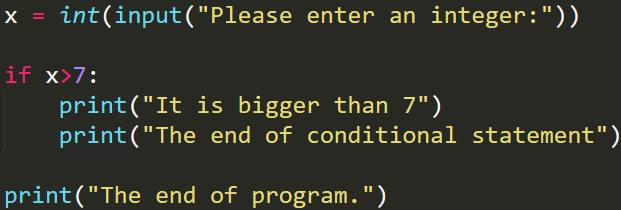 x = int(input("Please enter an integer:"))
if x>7:
    print("It is bigger than 7")
    print("The end of conditional statement")
print("The end of program.")